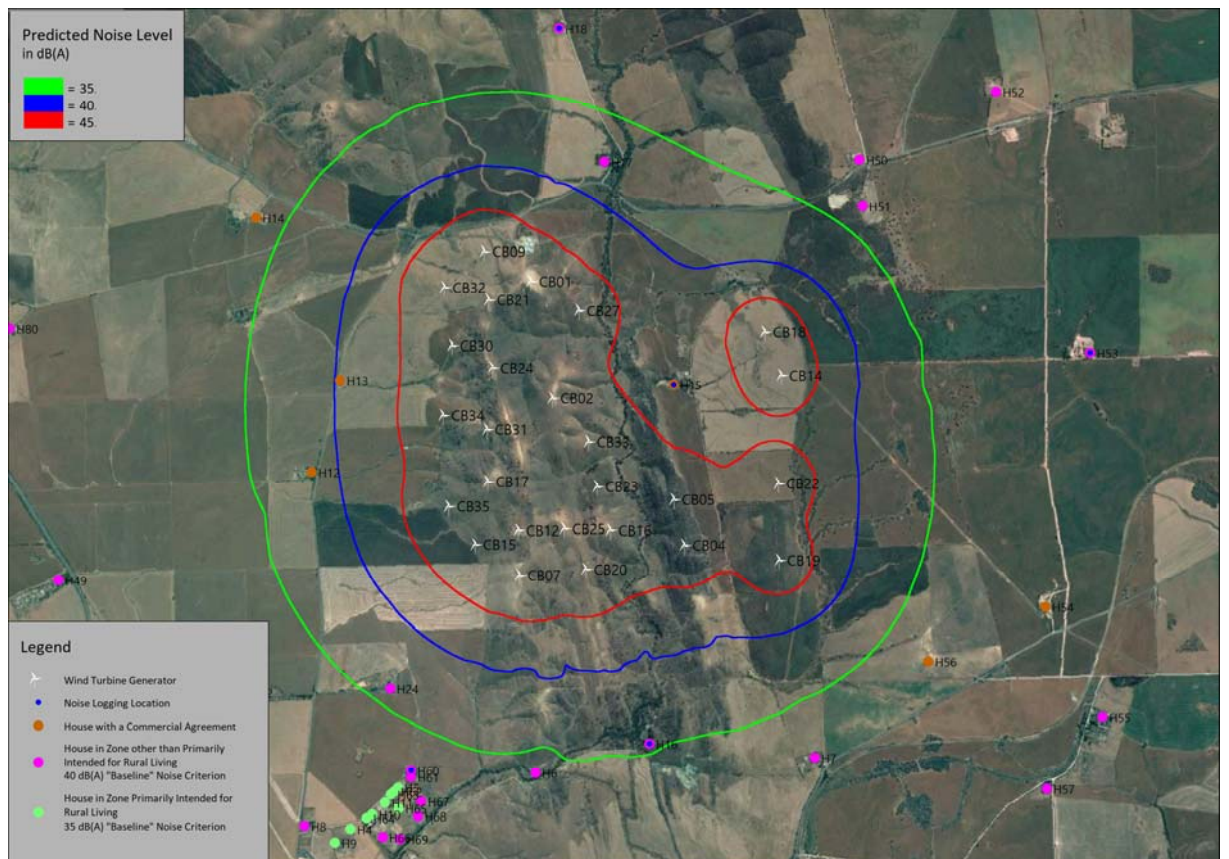 Predicted Noise Level
in dB(A)
= 35.
= 40.
= 45.
H18
H52
H50
H51
H14
CB09
CB32
CB21
CB01
CB27
H80
CB18
H53
CB30
CB24
CB14
H13
H15
CB02
CB34
CB31
CB33
H12
CB17
CB23
CB22
CB35
CB05
CB12
CB25
CB16
CB15
CB04
CB19
CB07
CB20
H49
H54
H56
H24
H55
H7
H6
H60
H61
H57
H67
H65
H68
H10
H64
H8
H4
H69
H9
Legend
Wind Turbine Generator
Noise Logging Location
House with a Commercial Agreement
House in Zone other than Primarily
Intended for Rural Living
40 dB(A) "Baseline" Noise Criterion
House in Zone Primarily Intended for
Rural Living
35 dB(A) "Baseline" Noise Criterion